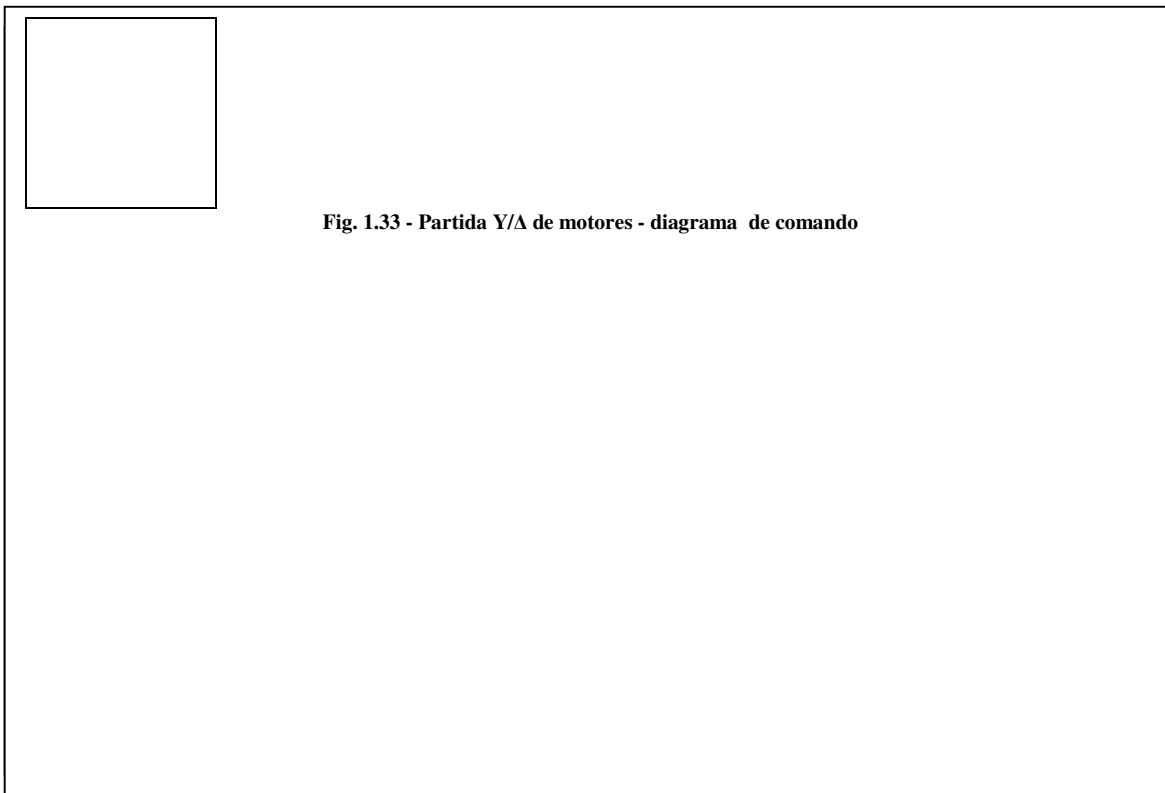 Fig. 1.33 - Partida Y/Δ de motores - diagrama de comando